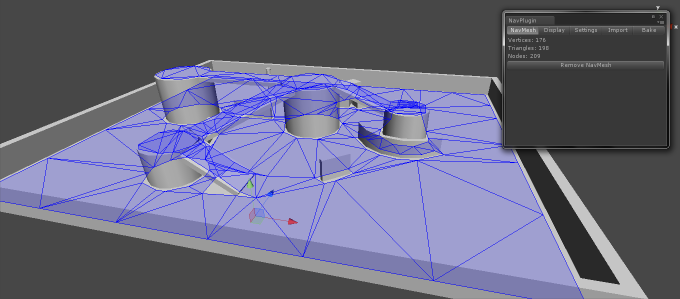 NavPlugin
NavMesh Display Settings Import Bake
Vertices: 176
Triangles: 198
Nodes: 209
Remove NavMesh